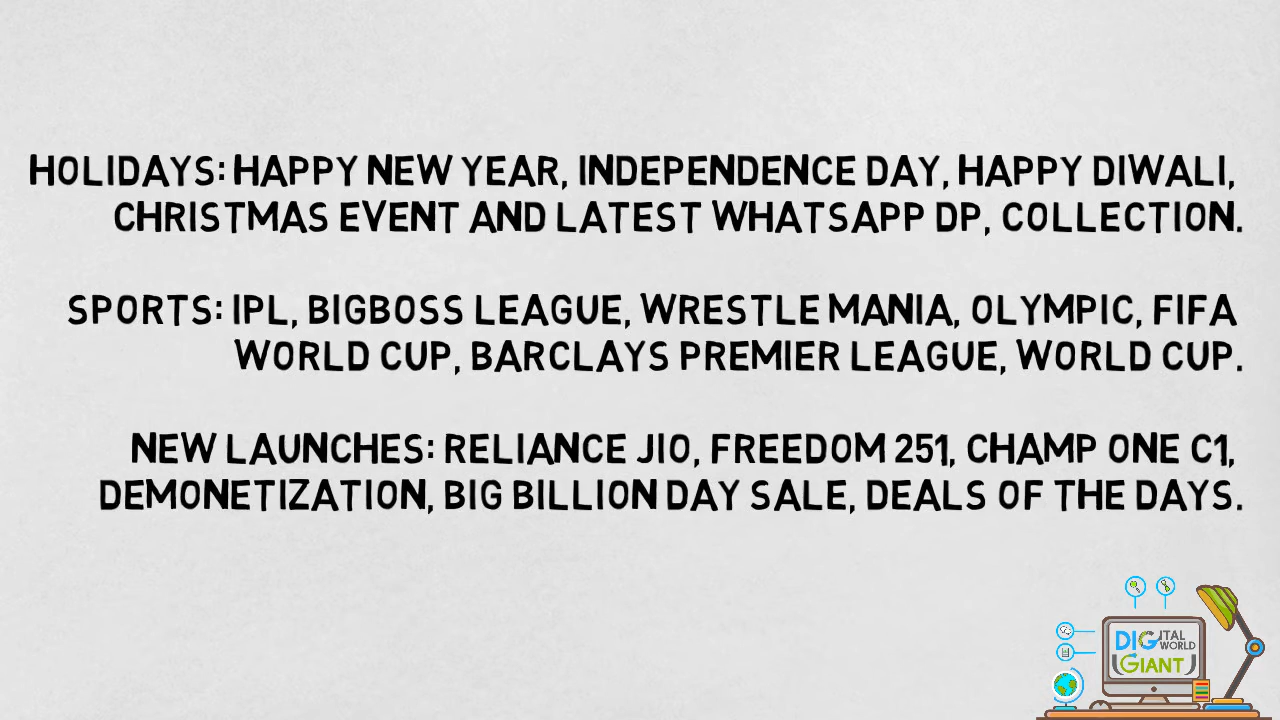 HOLIDAYS: HAPPY NEW YEAR, INDEPENDENCE DAY, HAPPY DIWALI,
CHRISTMAS EVENT AND LATEST WHATSAPP DP, COLLECTION.
SPORTS: IPL, BIGBOSS LEAGUE, WRESTLE MANIA, OLYMPIC, FIFA
WORLD CUP, BARCLAYS PREMIER LEAGUE, WORLD CUP.
NEW LAUNCHES: RELIANCE JIO, FREEDOM 251, CHAMP ONE C1,
DEMONETIZATION, BIG BILLION DAY SALE, DEALS OF THE DAYS.
DIGITAL
WORLD
GIANT